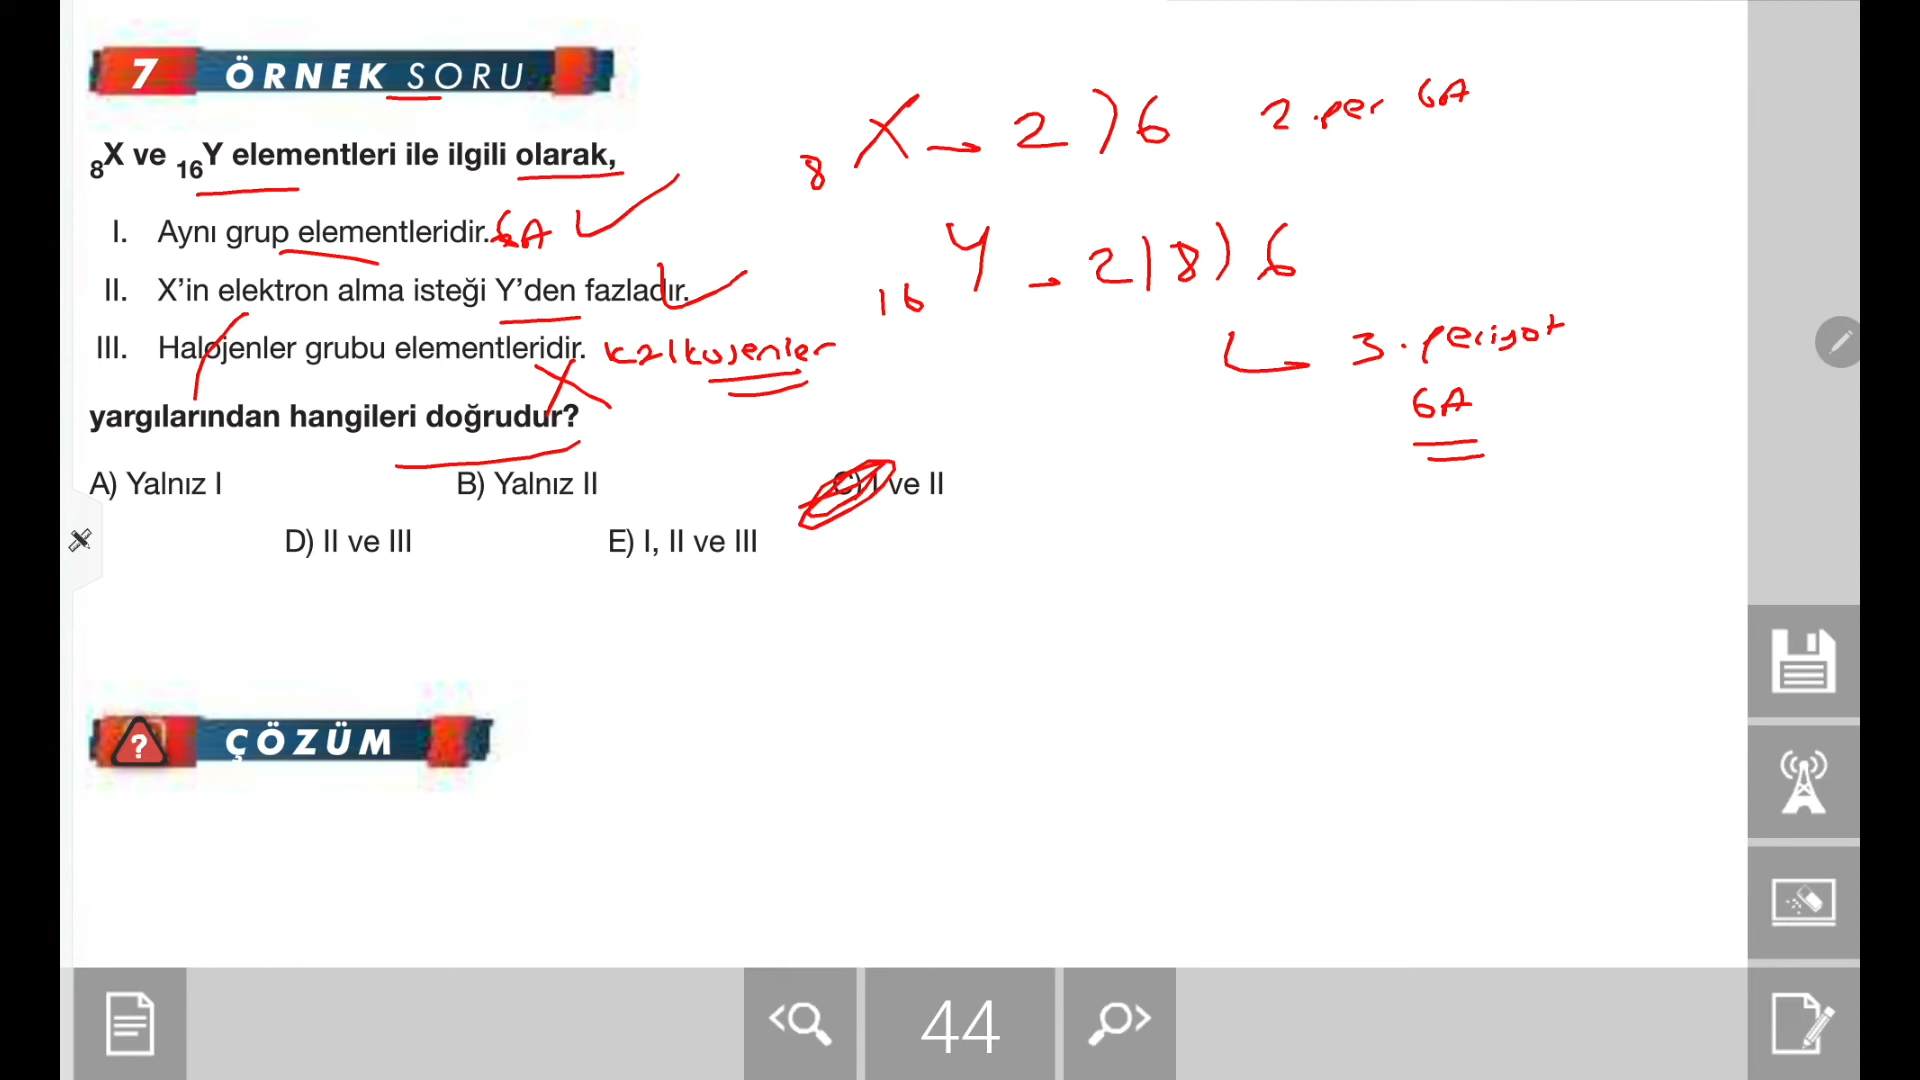 7 ÖRNEK SORU
₈X ve ₁₆Y elementleri ile ilgili olarak,
I. Aynı grup elementleridir. 6A
II. X’in elektron alma isteği Y’den fazladır.
III. Halojenler grubu elementleridir. kalkojenler
yargılarından hangileri doğrudur?
A) Yalnız I B) Yalnız II C) I ve II
D) II ve III E) I, II ve III
₈X → 2)6 2.per 6A
₁₆Y → 2)8)6
3.periyot
6A
? ÇÖZÜM
44